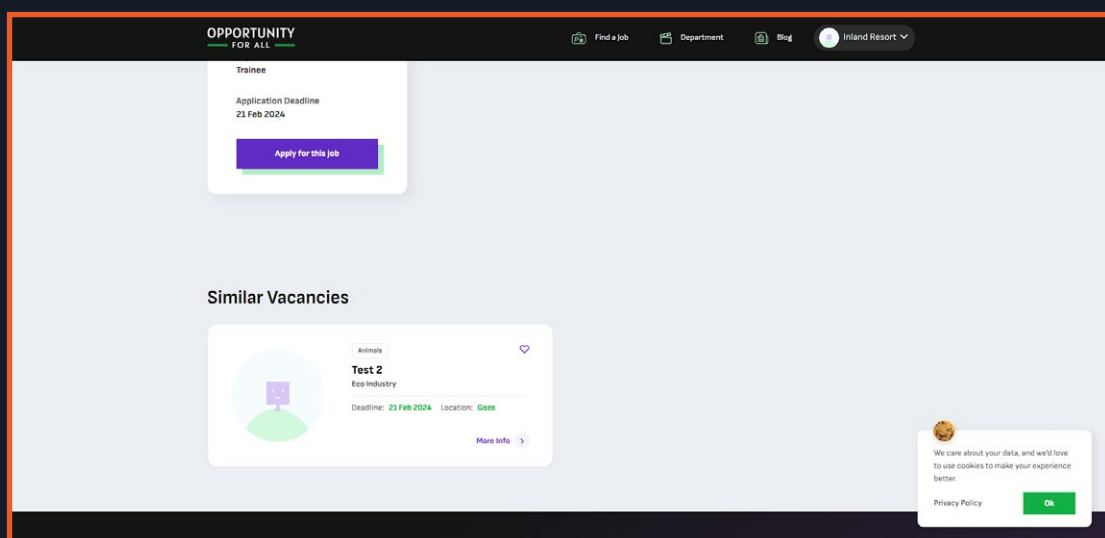 OPPORTUNITY
FOR ALL
Find a Job
Department
Blog
Inland Resort
Trainee
Application Deadline
21 Feb 2024
Apply for this job
Similar Vacancies
Animals
Test 2
Eco Industry
Deadline: 21 Feb 2024 Location: Gozo
More Info
We care about your data, and we'd love
to use cookies to make your experience
better.
Privacy Policy
Ok